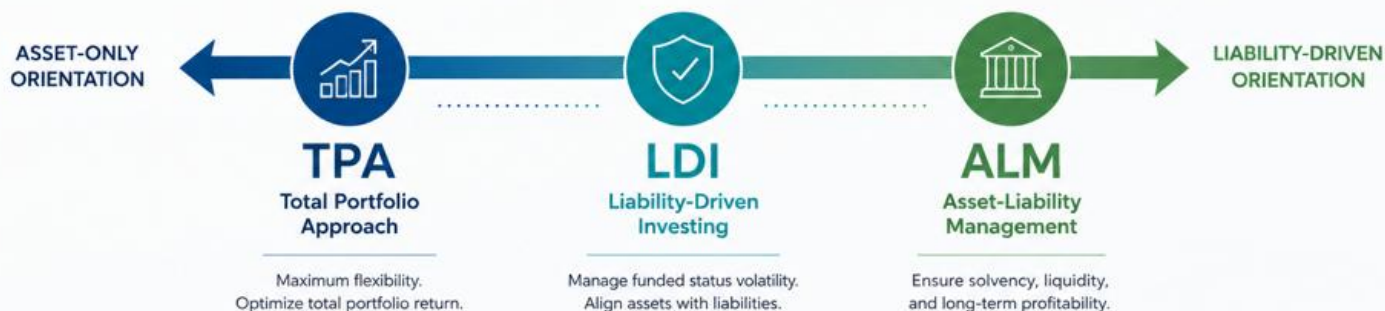 ASSET-ONLY
ORIENTATION
LIABILITY-DRIVEN
ORIENTATION
TPA
Total Portfolio
Approach
Maximum flexibility.
Optimize total portfolio return.
LDI
Liability-Driven
Investing
Manage funded status volatility.
Align assets with liabilities.
ALM
Asset-Liability
Management
Ensure solvency, liquidity,
and long-term profitability.